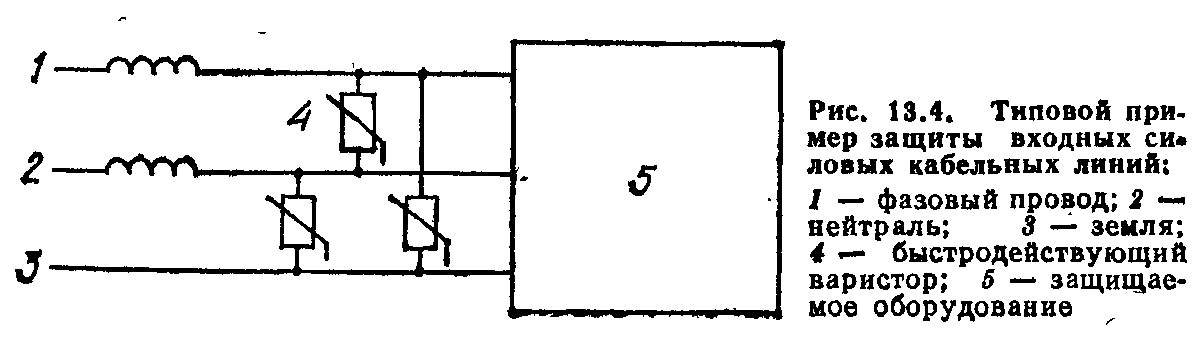 1
4
2
5
3
Рис. 13.4. Типовой при-
мер защиты входных си-
ловых кабельных линий:
1 — фазовый провод; 2 —
нейтраль; 3 — земля;
4 — быстродействующий
варистор; 5 — защищае-
мое оборудование